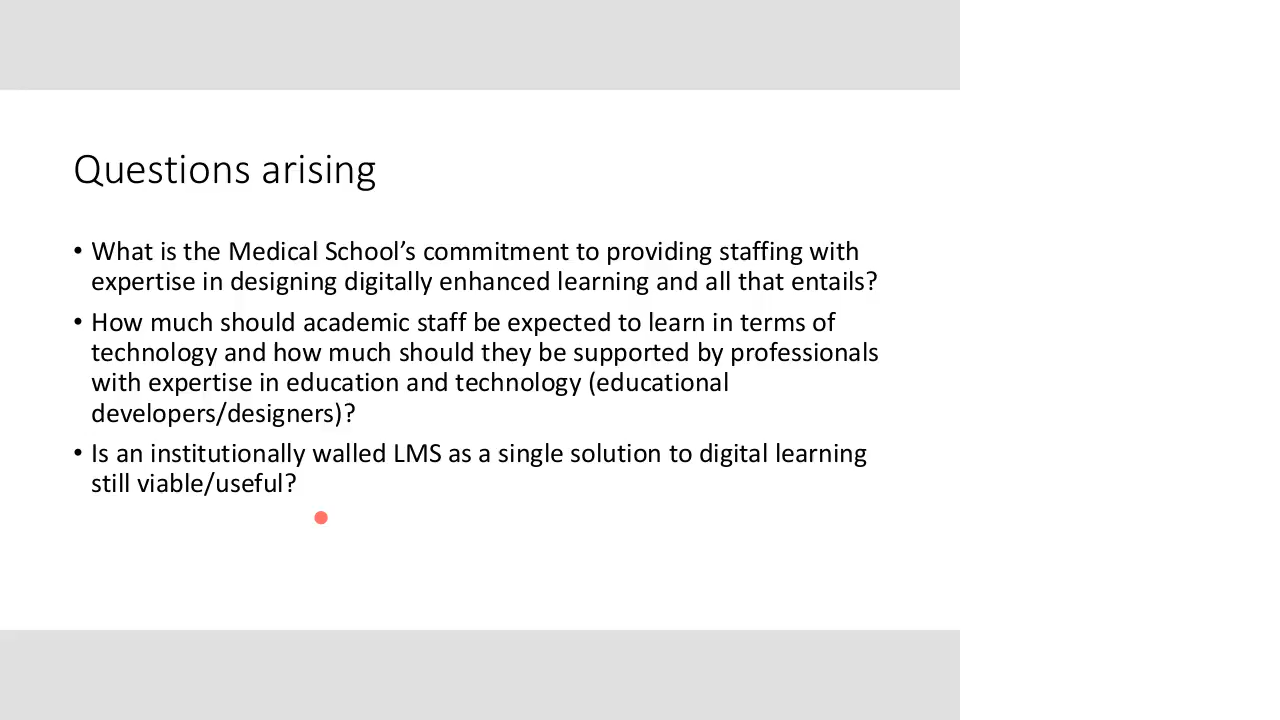 Questions arising
• What is the Medical School’s commitment to providing staffing with
expertise in designing digitally enhanced learning and all that entails?
• How much should academic staff be expected to learn in terms of
technology and how much should they be supported by professionals
with expertise in education and technology (educational
developers/designers)?
• Is an institutionally walled LMS as a single solution to digital learning
still viable/useful?